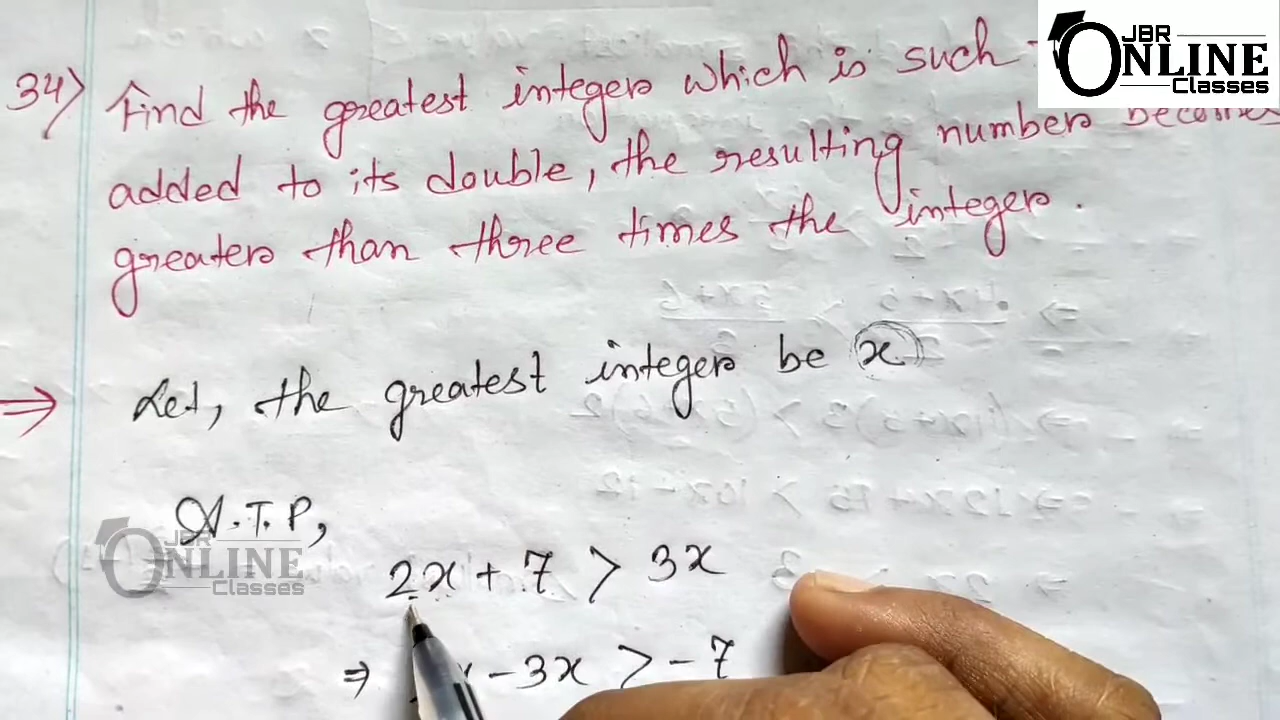 JBR
ONLINE
Classes
34) Find the greatest integer which is such
added to its double, the resulting number becomes
greater than three times the integer.
⇒ Let, the greatest integer be x
A.T.P,
JBR
ONLINE
Classes
2x + 7 > 3x
⇒ - 3x > - 7